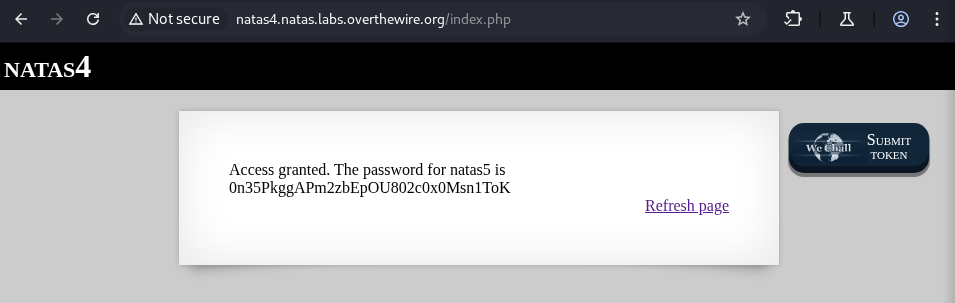 Not secure natas4.natas.labs.overthewire.org/index.php
NATAS4
Access granted. The password for natas5 is
0n35PkggAPm2zbEpOU802c0x0Msn1ToK
Refresh page
We Chall
SUBMIT
TOKEN